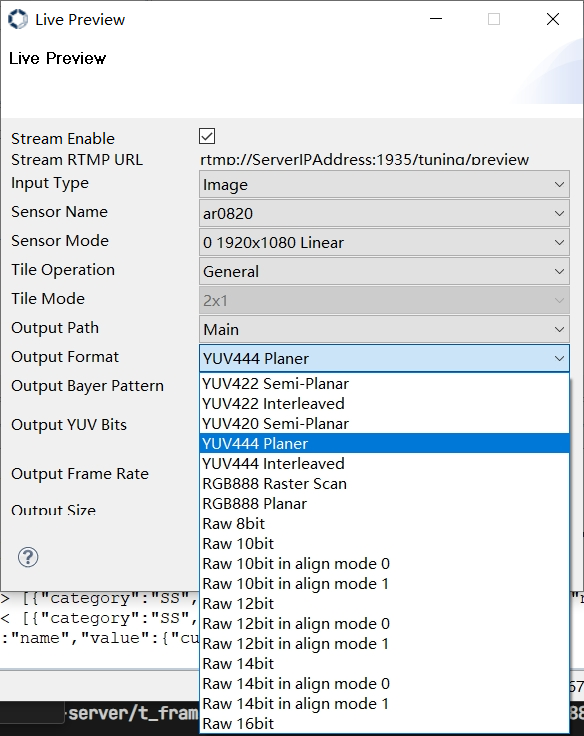 Live Preview
Live Preview
Stream Enable
Stream RTMP URL rtmp://ServerIPAddress:1935/tuning/preview
Input Type Image
Sensor Name ar0820
Sensor Mode 0 1920x1080 Linear
Tile Operation General
Tile Mode 2x1
Output Path Main
Output Format YUV444 Planer
Output Bayer Pattern
Output YUV Bits
Output Frame Rate
Output Size
YUV422 Semi-Planar
YUV422 Interleaved
YUV420 Semi-Planar
YUV444 Planer
YUV444 Interleaved
RGB888 Raster Scan
RGB888 Planar
Raw 8bit
Raw 10bit
Raw 10bit in align mode 0
Raw 10bit in align mode 1
Raw 12bit
Raw 12bit in align mode 0
Raw 12bit in align mode 1
Raw 14bit
Raw 14bit in align mode 0
Raw 14bit in align mode 1
Raw 16bit
?
> [{"category":"SS",
< [{"category":"SS",
:"name","value":{"cu
-server/t_fram